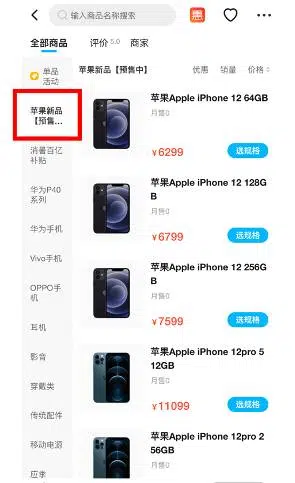 输入商品名称搜索
惠
全部商品
评价 5.0
商家
单品
活动
苹果新品
【预售...
消暑百亿
补贴
华为P40
系列
华为手机
Vivo手机
OPPO手
机
耳机
影音
穿戴类
传统配件
移动电源
应季
苹果新品【预售中】
优惠
销量
价格
苹果Apple iPhone 12 64GB
月售0
¥6299
选规格
苹果Apple iPhone 12 128G
B
月售0
¥6799
选规格
苹果Apple iPhone 12 256G
B
月售0
¥7599
选规格
苹果Apple iPhone 12pro 5
12GB
月售0
¥11099
选规格
苹果Apple iPhone 12pro 2
56GB
月售0